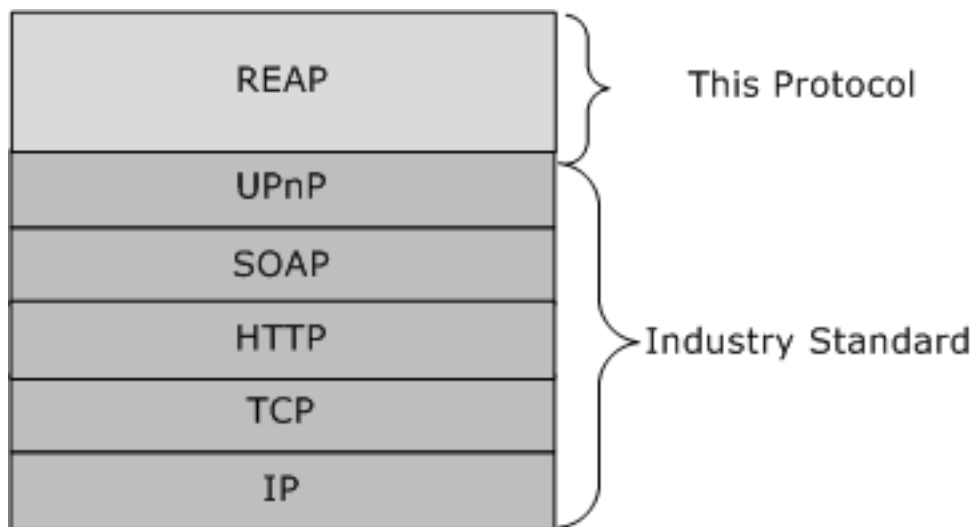 REAP
This Protocol
UPnP
SOAP
HTTP
Industry Standard
TCP
IP